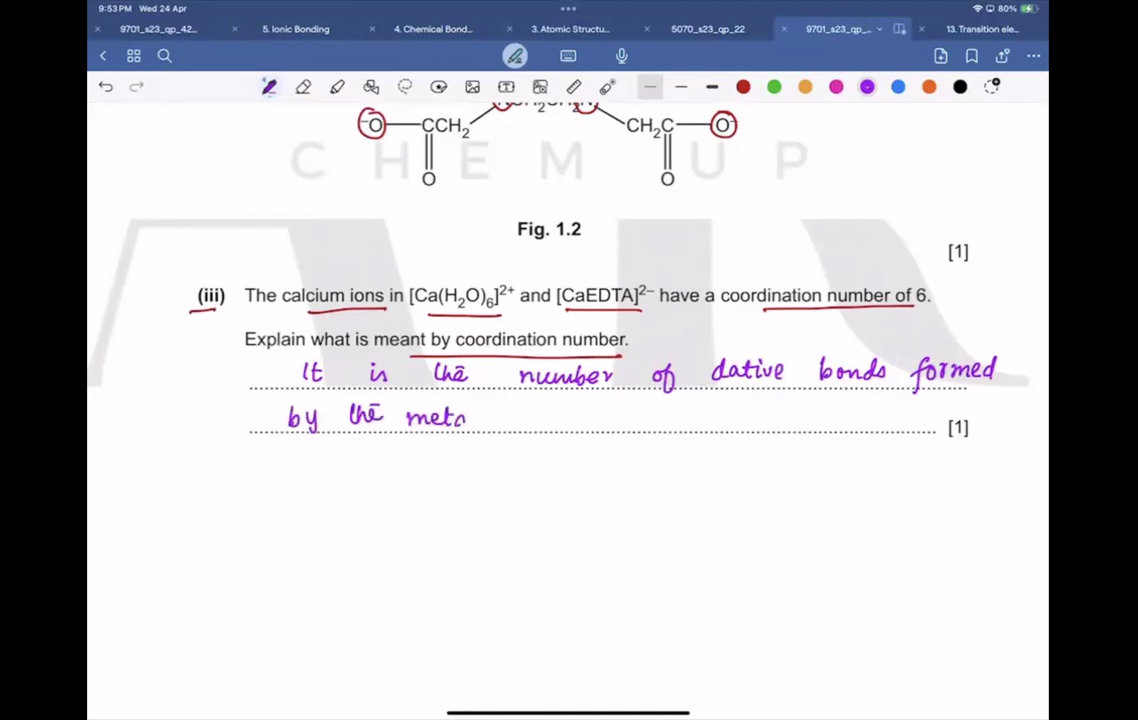 9:53 PM Wed 24 Apr
80%
9701_s23_qp_42...
5. Ionic Bonding
4. Chemical Bond...
3. Atomic Structu...
5070_s23_qp_22
9701_s23_qp_...
13. Transition ele...
⁻O CCH₂ CH₂C O⁻
O O
CHEM UP
Fig. 1.2
[1]
(iii) The calcium ions in [Ca(H₂O)₆]²⁺ and [CaEDTA]²⁻ have a coordination number of 6.
Explain what is meant by coordination number.
It is the number of dative bonds formed
by the meta
[1]